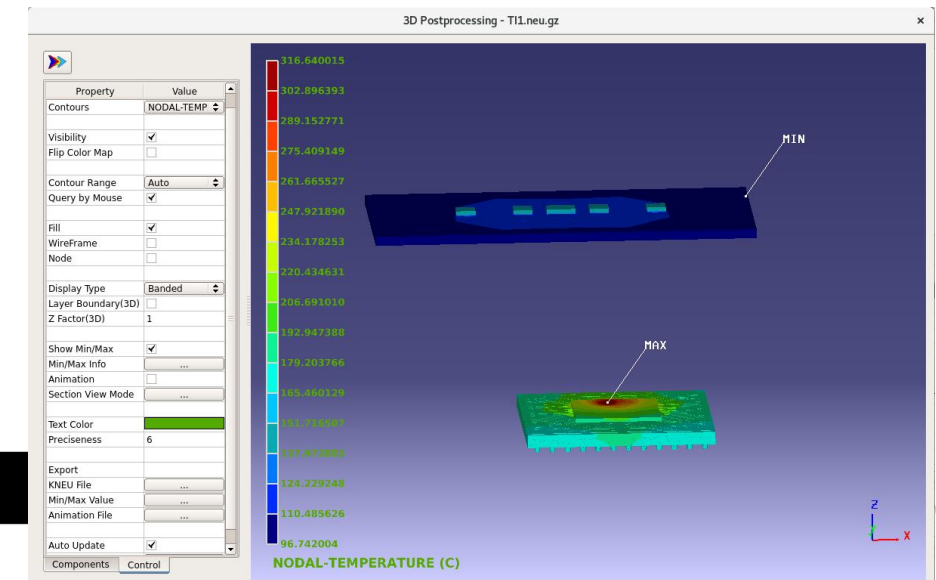 3D Postprocessing - TI1.neu.gz
×
Property Value
Contours NODAL-TEMP
Visibility
Flip Color Map
Contour Range Auto
Query by Mouse
Fill
WireFrame
Node
Display Type Banded
Layer Boundary(3D)
Z Factor(3D) 1
Show Min/Max
Min/Max Info ...
Animation
Section View Mode ...
Text Color
Preciseness 6
Export
KNEU File ...
Min/Max Value ...
Animation File ...
Auto Update
Components Control
316.640015
302.896393
289.152771
275.409149
261.665527
247.921890
234.178253
220.434631
206.691010
192.947388
179.203766
165.460129
151.716507
124.229248
110.485626
96.742004
NODAL-TEMPERATURE (C)
MIN
MAX
Z
X